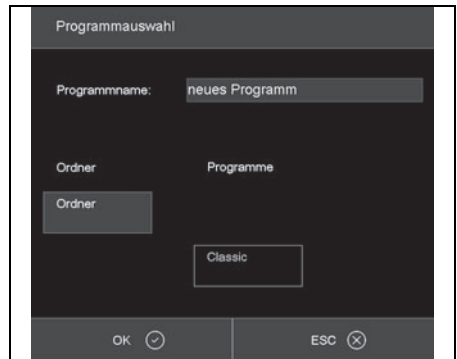 Programmauswahl
Programmname: neues Programm
Ordner Programme
Ordner
Classic
OK ESC